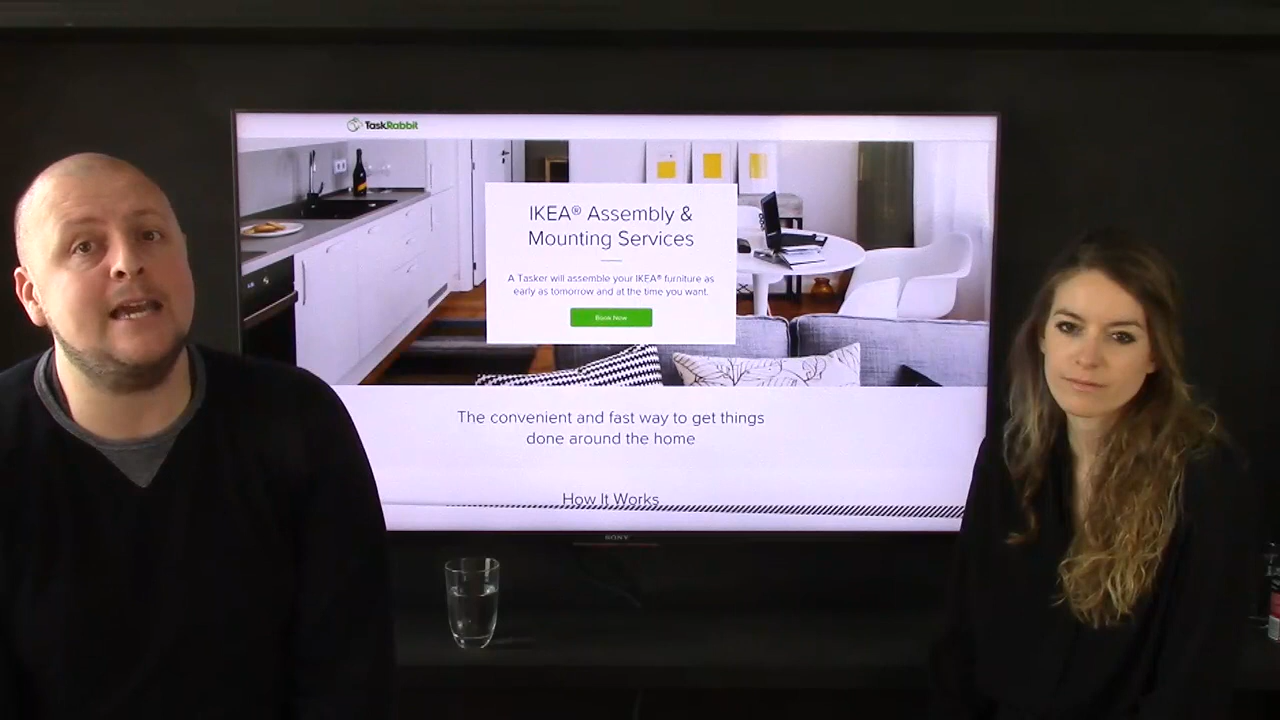 TaskRabbit
IKEA® Assembly &
Mounting Services
A Tasker will assemble your IKEA® furniture as
early as tomorrow and at the time you want.
Book Now
The convenient and fast way to get things
done around the home
How It Works
SONY